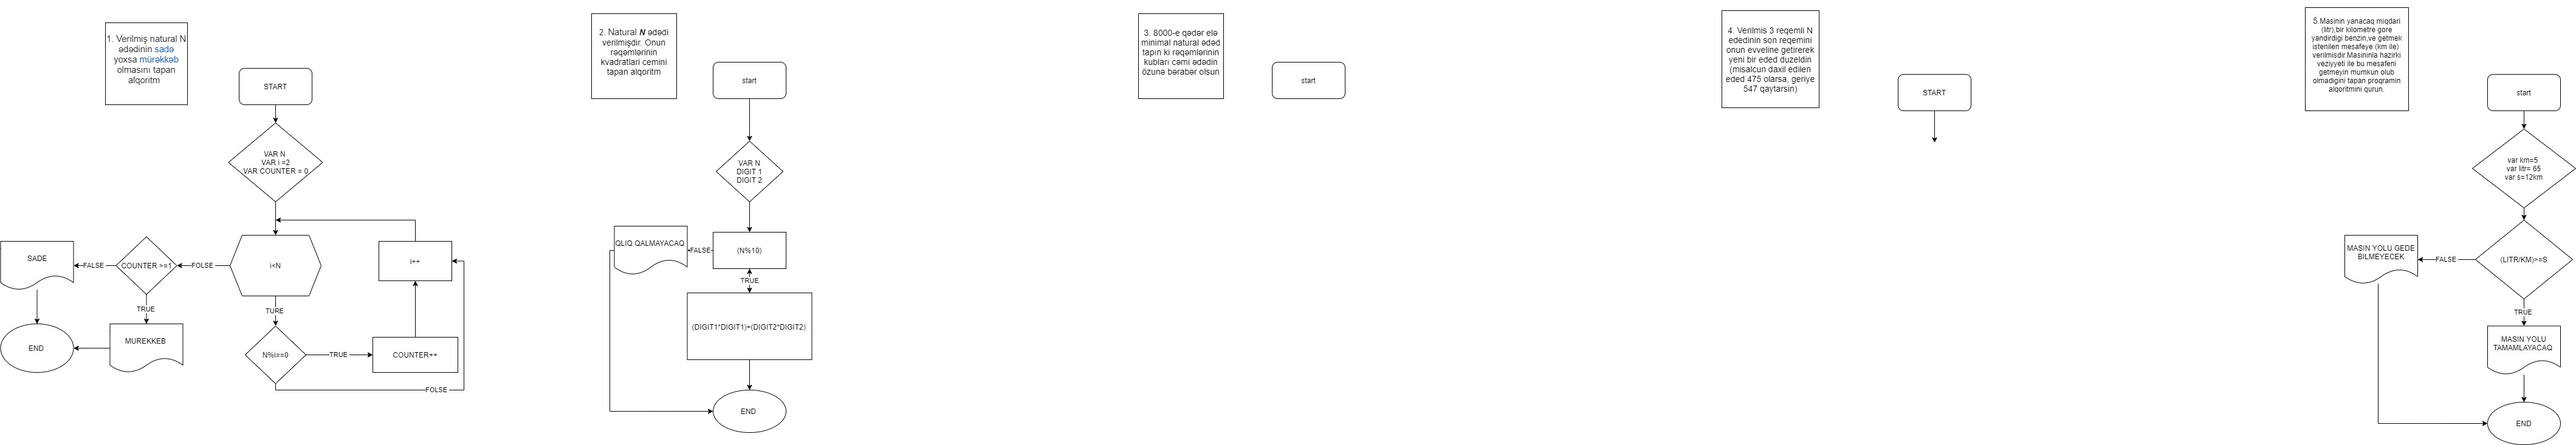 1. Verilmiş natural N
ədədinin sadə
yoxsa mürəkkəb
olmasını tapan
alqoritm
START
VAR N
VAR i =2
VAR COUNTER = 0
i<N
i++
FOLSE
COUNTER >=1
FALSE
SADE
TRUE
MUREKKEB
END
TURE
N%i==0
TRUE
COUNTER++
FOLSE
2. Natural N ədədi
verilmişdir. Onun
rəqəmlərinin
kvadratlari cemini
tapan alqoritm
start
VAR N
DIGIT 1
DIGIT 2
(N%10)
FALSE
QLIQ QALMAYACAQ
TRUE
(DIGIT1*DIGIT1)+(DIGIT2*DIGIT2)
END
3. 8000-e qədər elə
minimal natural ədəd
tapın ki rəqəmlərinin
kubları cəmi ədədin
özunə bərabər olsun
start
4. Verilmis 3 reqemli N
ededinin son reqemini
onun evveline getirerek
yeni bir eded duzeldin
(misalcun daxil edilen
eded 475 olarsa, geriye
547 qaytarsin)
START
5.Masinin yanacaq miqdari
(litr),bir kilometre gore
yandirdigi benzin,ve getmek
istenilen mesafeye (km ile)
verilmisdir.Masininla hazirki
veziyyeti ile bu mesafeni
getmeyin mumkun olub
olmadigini tapan proqramin
alqoritmini qurun.
start
var km=5
var litr= 65
var s=12km
(LITR/KM)>=S
FALSE
MASIN YOLU GEDE
BILMEYECEK
TRUE
MASIN YOLU
TAMAMLAYACAQ
END